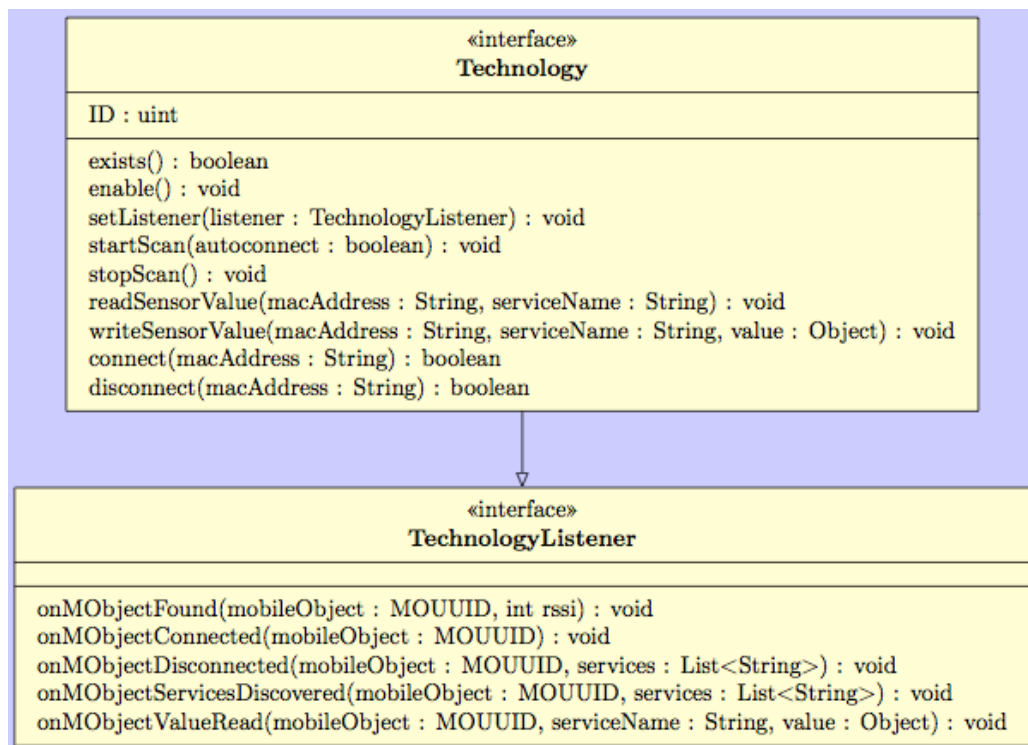 «interface»
Technology
ID : uint
exists() : boolean
enable() : void
setListener(listener : TechnologyListener) : void
startScan(autoconnect : boolean) : void
stopScan() : void
readSensorValue(macAddress : String, serviceName : String) : void
writeSensorValue(macAddress : String, serviceName : String, value : Object) : void
connect(macAddress : String) : boolean
disconnect(macAddress : String) : boolean
«interface»
TechnologyListener
onMObjectFound(mobileObject : MOUUID, int rssi) : void
onMObjectConnected(mobileObject : MOUUID) : void
onMObjectDisconnected(mobileObject : MOUUID, services : List<String>) : void
onMObjectServicesDiscovered(mobileObject : MOUUID, services : List<String>) : void
onMObjectValueRead(mobileObject : MOUUID, serviceName : String, value : Object) : void